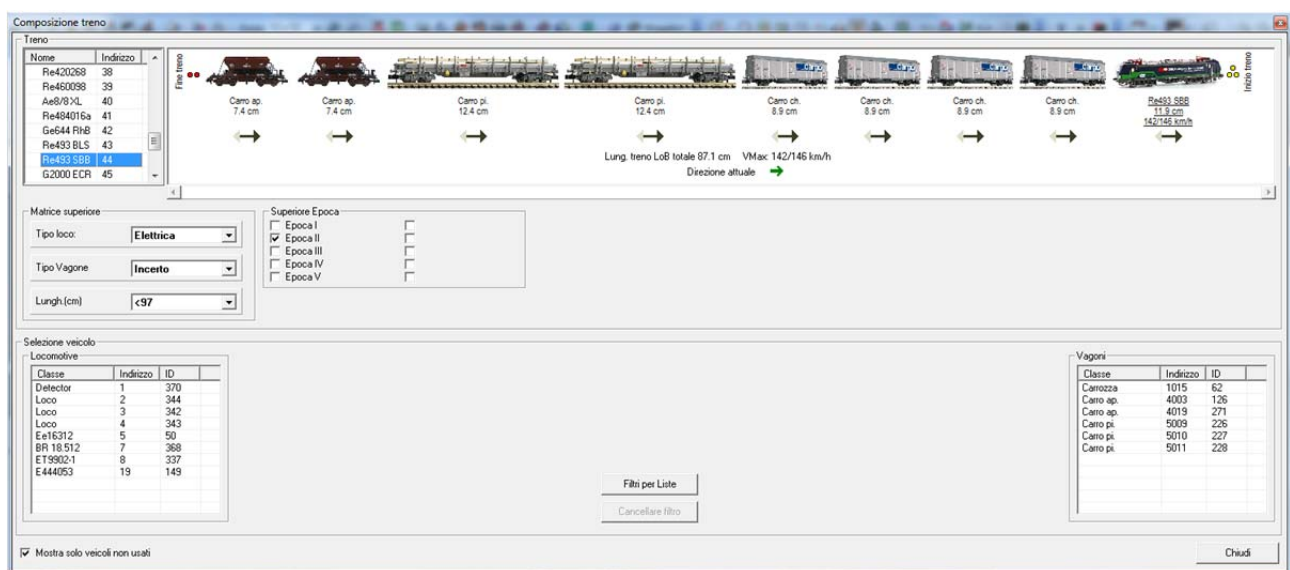 Composizione treno
Treno
Nome Indirizzo
Re420268 38
Re460098 39
Ae8/8 XL 40
Re484016a 41
Ge644 RhB 42
Re493 BLS 43
Re493 SBB 44
G2000 ECR 45
Fine treno
Inizio treno
Carro ap. Carro ap. Carro pi. Carro pi. Carro ch. Carro ch. Carro ch. Carro ch. Re493 SBB
7.4 cm 7.4 cm 12.4 cm 12.4 cm 8.9 cm 8.9 cm 8.9 cm 8.9 cm 11.9 cm
142/146 km/h
Lung. treno LoB totale 87.1 cm VMax: 142/146 km/h
Direzione attuale
Matrice superiore
Tipo loco: Elettrica
Tipo Vagone Incerto
Lungh.(cm) <97
Superiore Epoca
Epoca I
Epoca II
Epoca III
Epoca IV
Epoca V
Selezione veicolo
Locomotive
Classe Indirizzo ID
Detector 1 370
Loco 2 344
Loco 3 342
Loco 4 343
Ee16312 5 50
BR 18.512 7 368
ET9902-1 8 337
E444053 19 149
Filtri per Liste
Cancellare filtro
Vagoni
Classe Indirizzo ID
Carrozza 1015 62
Carro ap. 4003 126
Carro ap. 4019 271
Carro pi. 5009 226
Carro pi. 5010 227
Carro pi. 5011 228
Mostra solo veicoli non usati
Chiudi